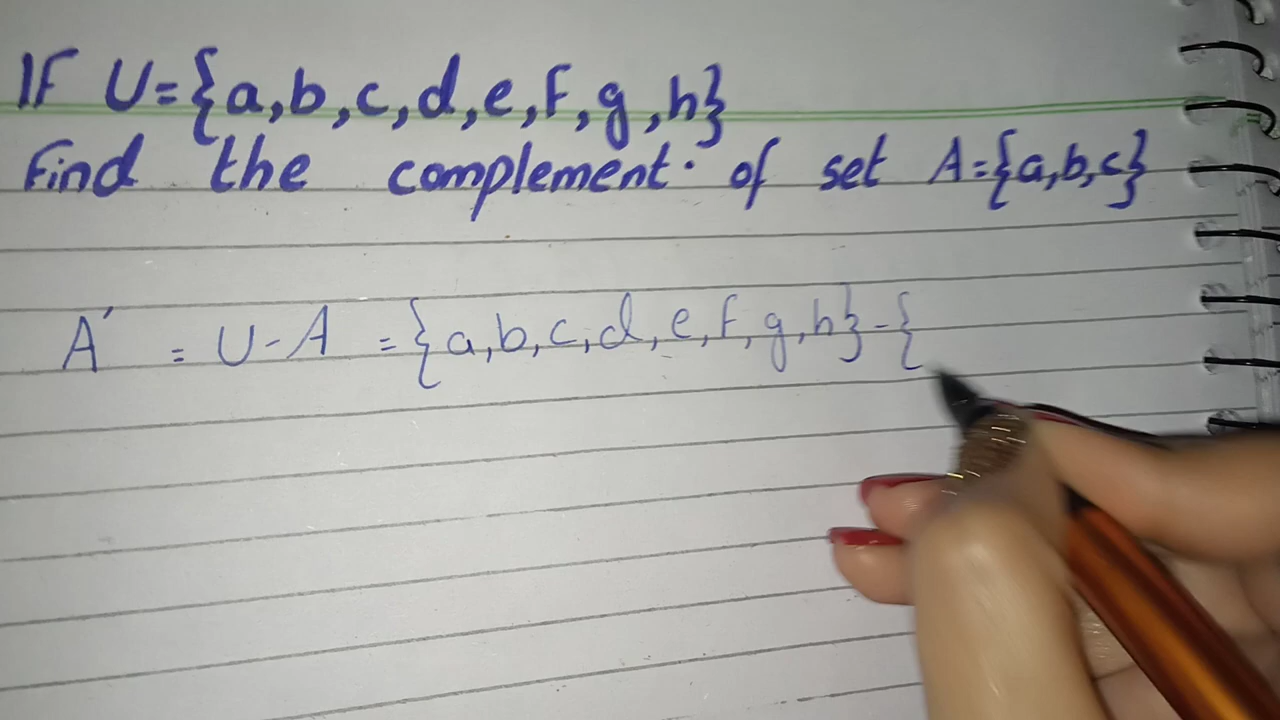 IF U={a,b,c,d,e,f,g,h}
Find the complement of set A={a,b,c}
A' = U-A = {a,b,c,d,e,f,g,h} - {